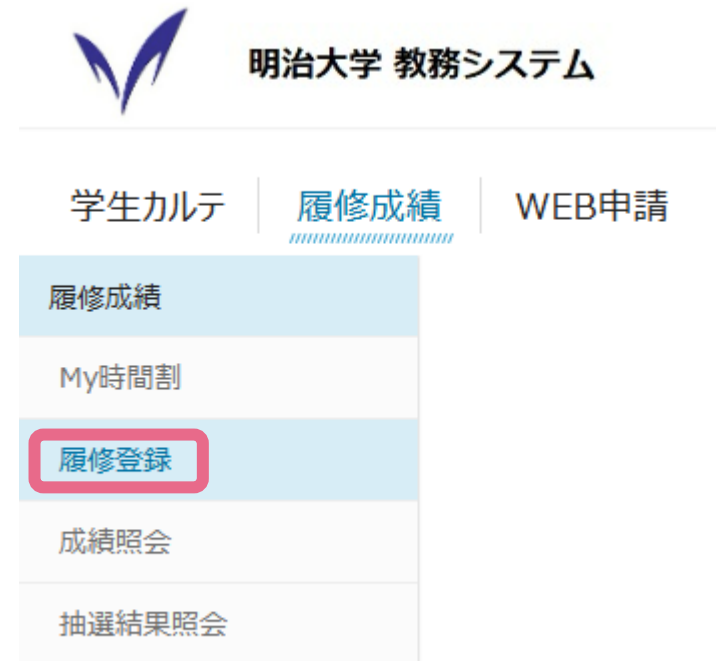 明治大学 教務システム
学生カルテ 履修成績 WEB申請
履修成績
My時間割
履修登録
成績照会
抽選結果照会